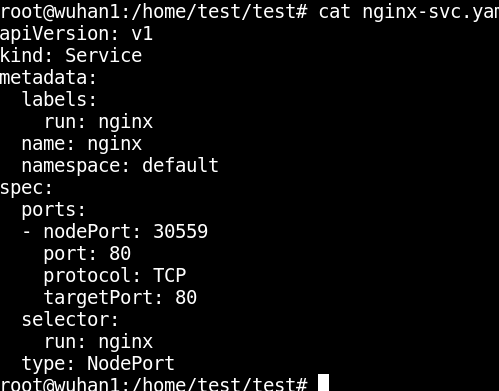 root@wuhan1:/home/test/test# cat nginx-svc.yam
apiVersion: v1
kind: Service
metadata:
  labels:
    run: nginx
  name: nginx
  namespace: default
spec:
  ports:
  - nodePort: 30559
    port: 80
    protocol: TCP
    targetPort: 80
  selector:
    run: nginx
  type: NodePort
root@wuhan1:/home/test/test#